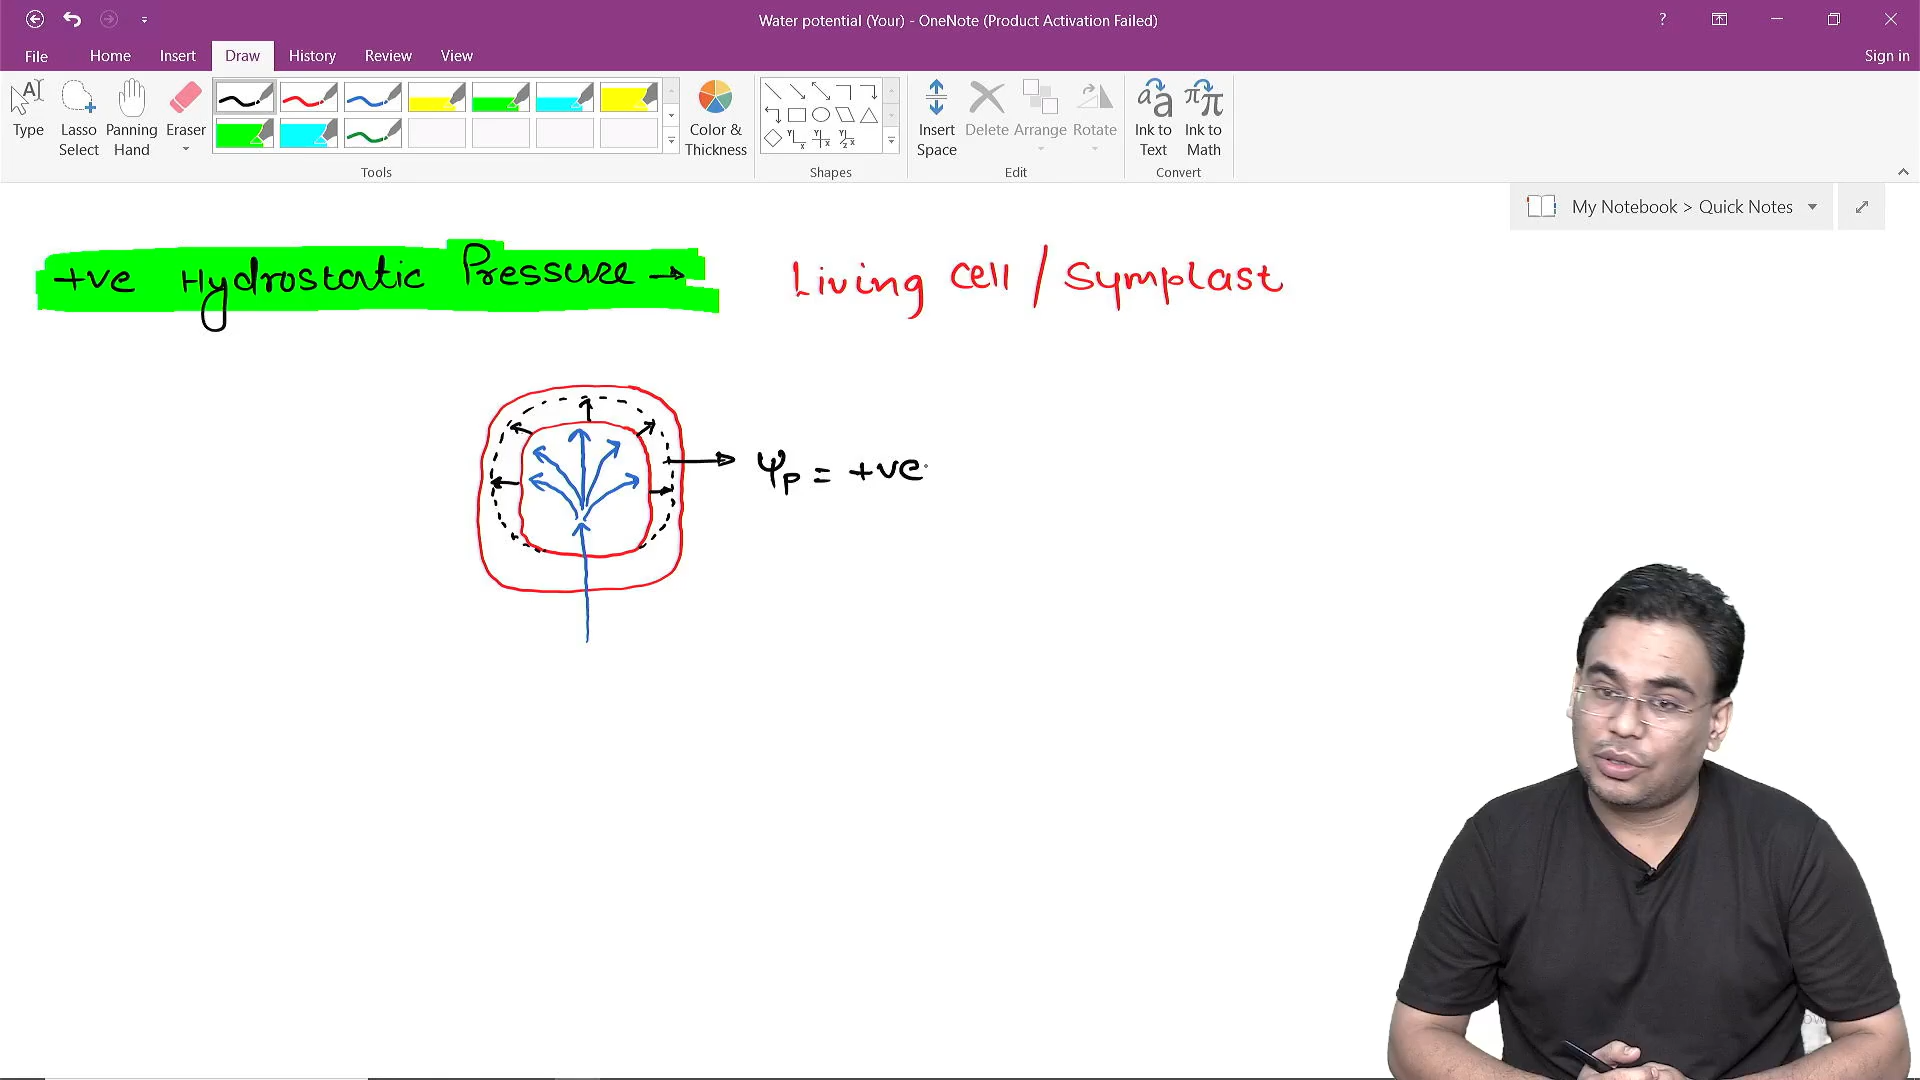 Water potential (Your) - OneNote (Product Activation Failed)
?
File Home Insert Draw History Review View
Sign in
Type
Lasso Select
Panning Hand
Eraser
Color & Thickness
Insert Space
Delete
Arrange
Rotate
Ink to Text
Ink to Math
Tools
Shapes
Edit
Convert
My Notebook > Quick Notes
+ve Hydrostatic Pressure → Living cell / Symplast
Ψp = +ve